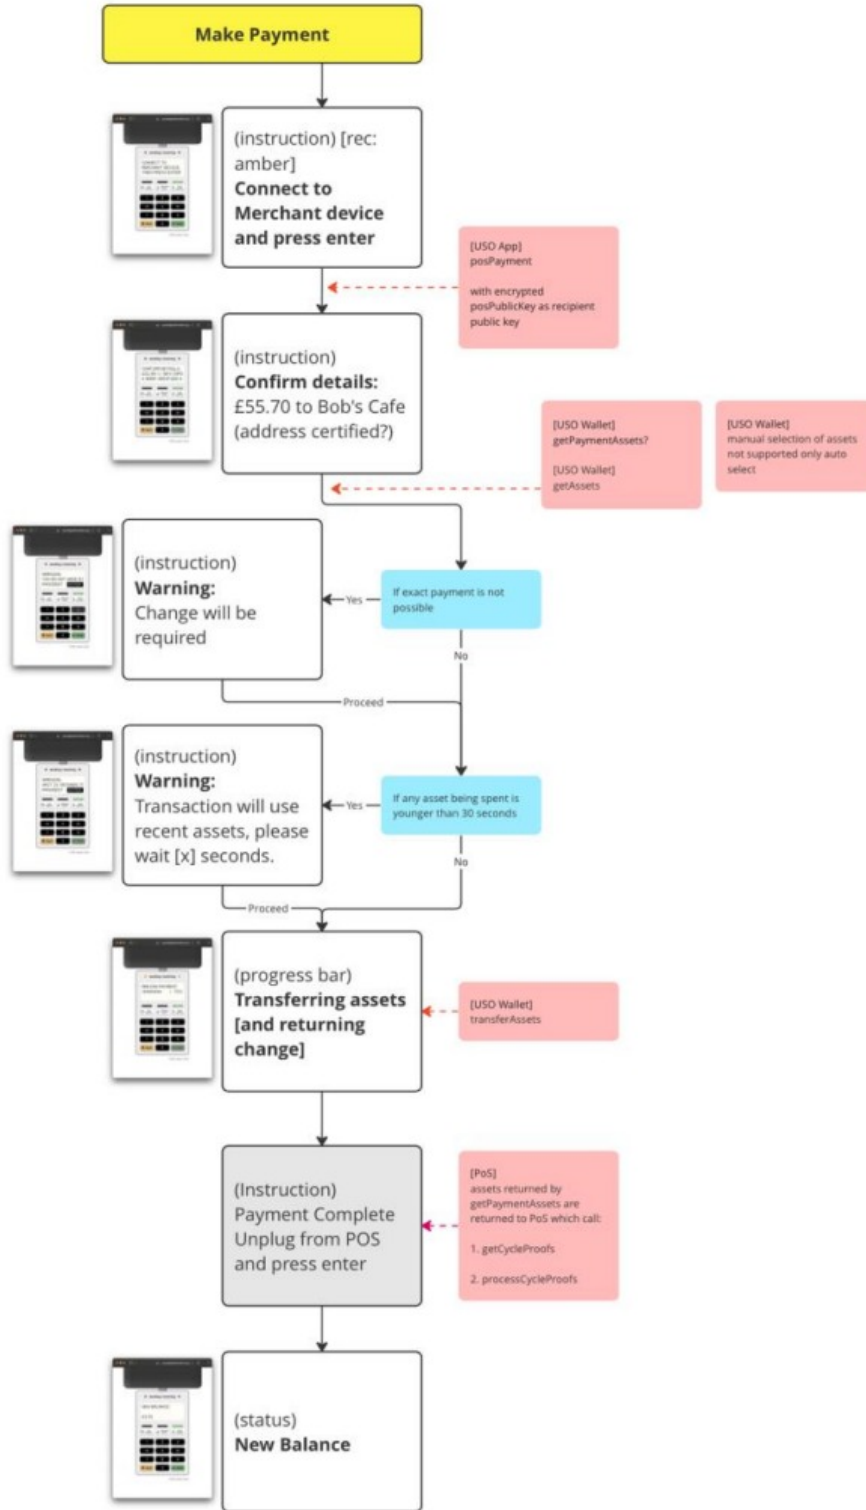 Make Payment
(instruction) [rec:
amber]
Connect to
Merchant device
and press enter
[USO App]
posPayment
with encrypted
posPublicKey as recipient
public key
(instruction)
Confirm details:
£55.70 to Bob's Cafe
(address certified?)
[USO Wallet]
getPaymentAssets?
[USO Wallet]
getAssets
[USO Wallet]
manual selection of assets
not supported only auto
select
(instruction)
Warning:
Change will be
required
Yes
If exact payment is not
possible
No
Proceed
(instruction)
Warning:
Transaction will use
recent assets, please
wait [x] seconds.
Yes
If any asset being spent is
younger than 30 seconds
No
Proceed
(progress bar)
Transferring assets
[and returning
change]
[USO Wallet]
transferAssets
(Instruction)
Payment Complete
Unplug from POS
and press enter
[PoS]
assets returned by
getPaymentAssets are
returned to PoS which call:
1. getCycleProofs
2. processCycleProofs
(status)
New Balance